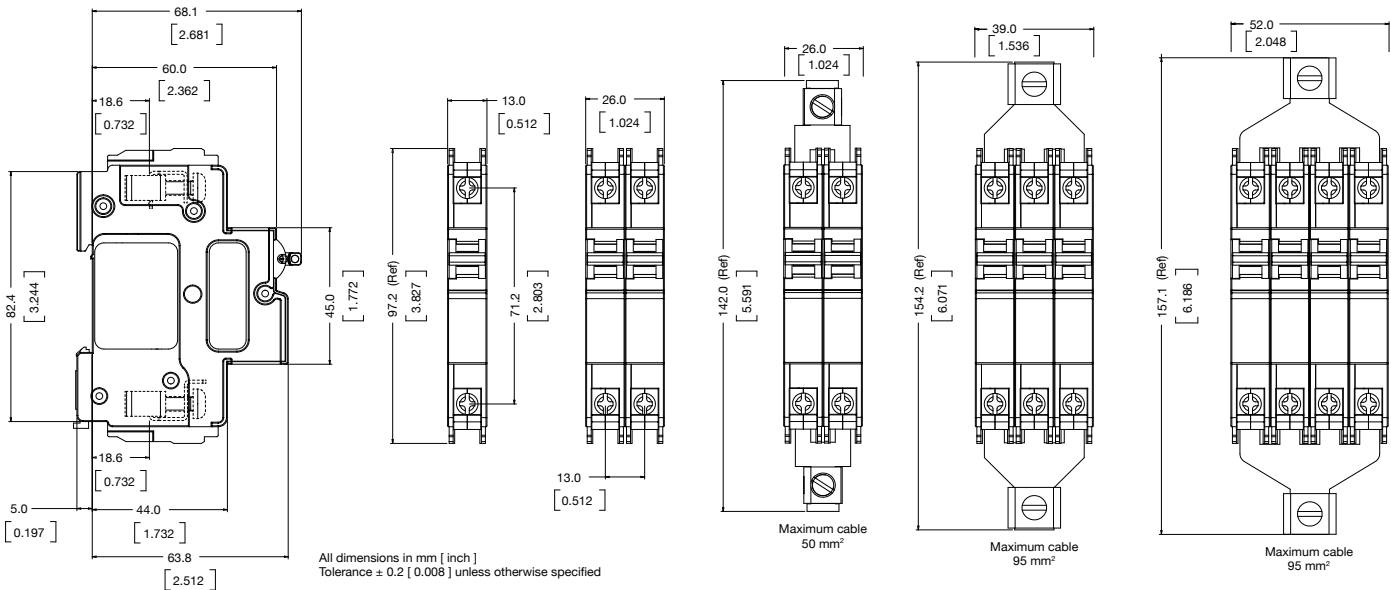 68.1
[ 2.681 ]
60.0
[ 2.362 ]
18.6
[ 0.732 ]
82.4
[ 3.244 ]
45.0
[ 1.772 ]
18.6
[ 0.732 ]
5.0
[ 0.197 ]
44.0
[ 1.732 ]
63.8
[ 2.512 ]
13.0
[ 0.512 ]
97.2 (Ref)
[ 3.827 ]
71.2
[ 2.803 ]
26.0
[ 1.024 ]
13.0
[ 0.512 ]
All dimensions in mm [ inch ]
Tolerance ± 0.2 [ 0.008 ] unless otherwise specified
26.0
[ 1.024 ]
142.0 (Ref)
[ 5.591 ]
Maximum cable
50 mm²
39.0
[ 1.536 ]
154.2 (Ref)
[ 6.071 ]
Maximum cable
95 mm²
52.0
[ 2.048 ]
157.1 (Ref)
[ 6.186 ]
Maximum cable
95 mm²